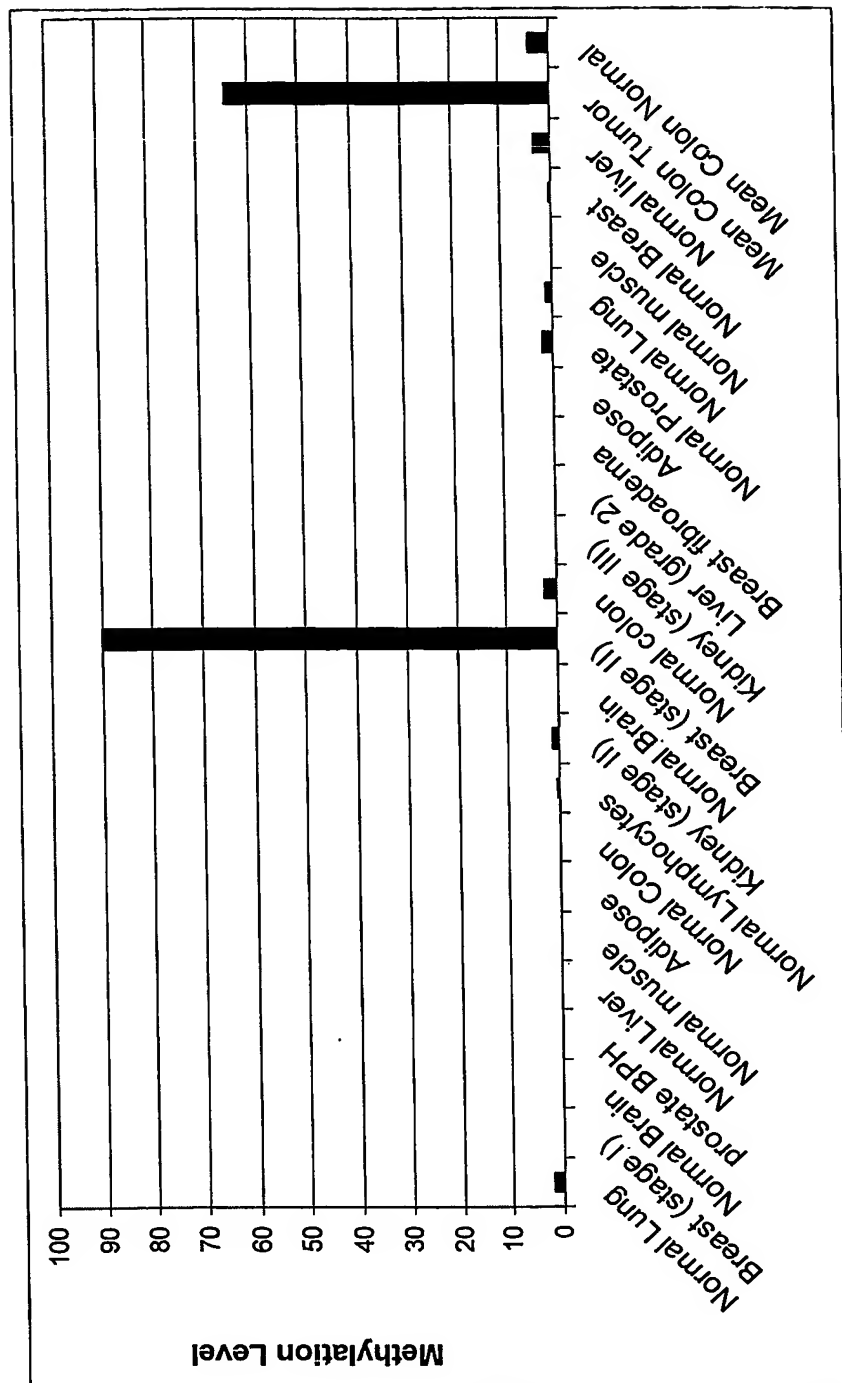 Methylation Level
100
90
80
70
60
50
40
30
20
10
0
Normal Lung
Breast (stage I)
Normal Brain
prostate BPH
Normal Liver
Normal muscle
Adipose
Normal Colon
Normal Lymphocytes
Kidney (stage II)
Normal Brain
Breast (stage II)
Normal colon
Kidney (stage III)
Liver (grade 2)
Breast fibroadema
Adipose
Normal Prostate
Normal Lung
Normal muscle
Normal Breast
Normal liver
Mean Colon Tumor
Mean Colon Normal